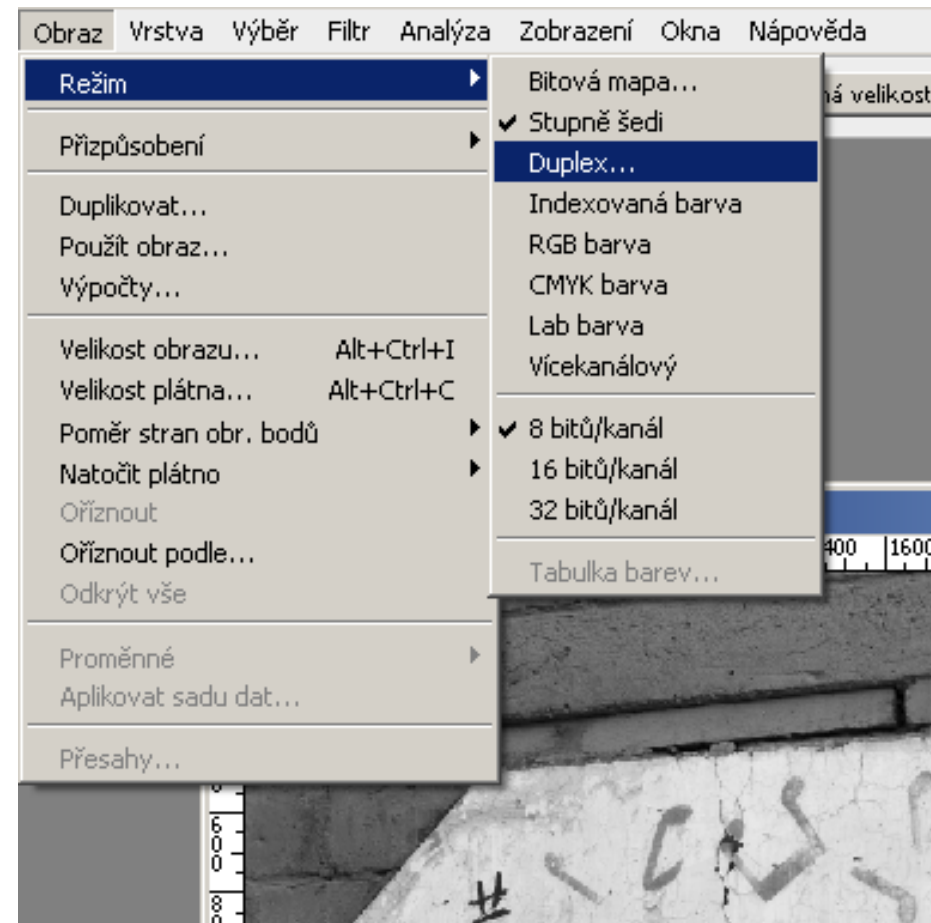 Obraz Vrstva Výběr Filtr Analýza Zobrazení Okna Nápověda
Režim
Přizpůsobení
Duplikovat...
Použít obraz...
Výpočty...
Velikost obrazu... Alt+Ctrl+I
Velikost plátna... Alt+Ctrl+C
Poměr stran obr. bodů
Natočit plátno
Oříznout
Oříznout podle...
Odkrýt vše
Proměnné
Aplikovat sadu dat...
Přesahy...
Bitová mapa...
Stupně šedi
Duplex...
Indexovaná barva
RGB barva
CMYK barva
Lab barva
Vícekanálový
8 bitů/kanál
16 bitů/kanál
32 bitů/kanál
Tabulka barev...
velikost
1600
600